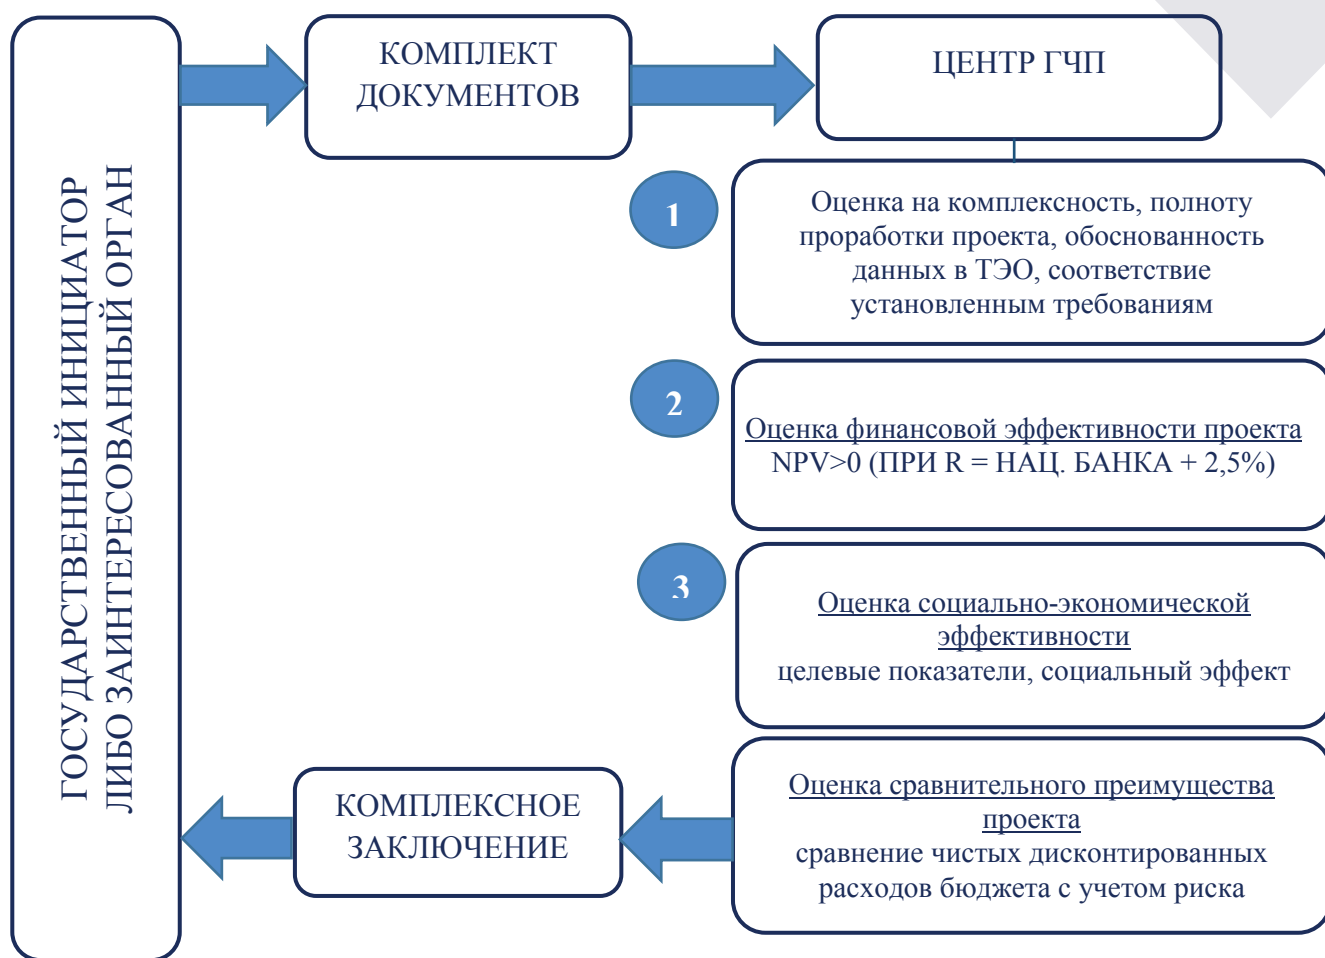 ГОСУДАРСТВЕННЫЙ ИНИЦИАТОР
ЛИБО ЗАИНТЕРЕСОВАННЫЙ ОРГАН
КОМПЛЕКТ
ДОКУМЕНТОВ
ЦЕНТР ГЧП
1
Оценка на комплексность, полноту
проработки проекта, обоснованность
данных в ТЭО, соответствие
установленным требованиям
2
Оценка финансовой эффективности проекта
NPV>0 (ПРИ R = НАЦ. БАНКА + 2,5%)
3
Оценка социально-экономической
эффективности
целевые показатели, социальный эффект
Оценка сравнительного преимущества
проекта
сравнение чистых дисконтированных
расходов бюджета с учетом риска
КОМПЛЕКСНОЕ
ЗАКЛЮЧЕНИЕ